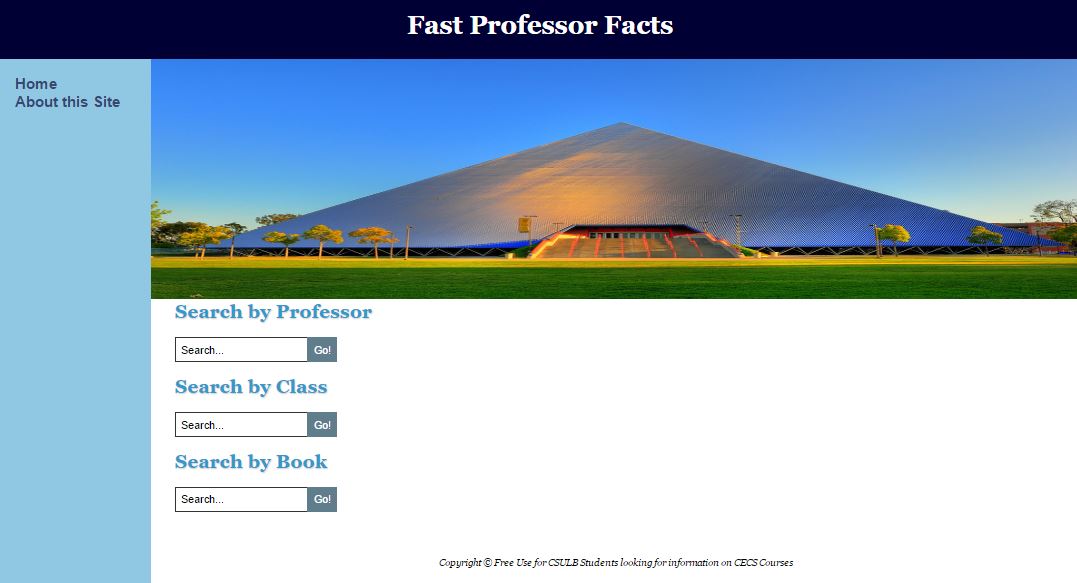 Fast Professor Facts
Home
About this Site
Search by Professor
Search... Go!
Search by Class
Search... Go!
Search by Book
Search... Go!
Copyright © Free Use for CSULB Students looking for information on CECS Courses